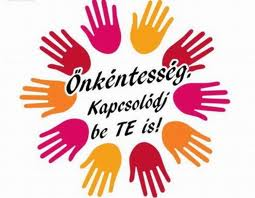 Önkéntesség.
Kapcsolódj
be TE is!